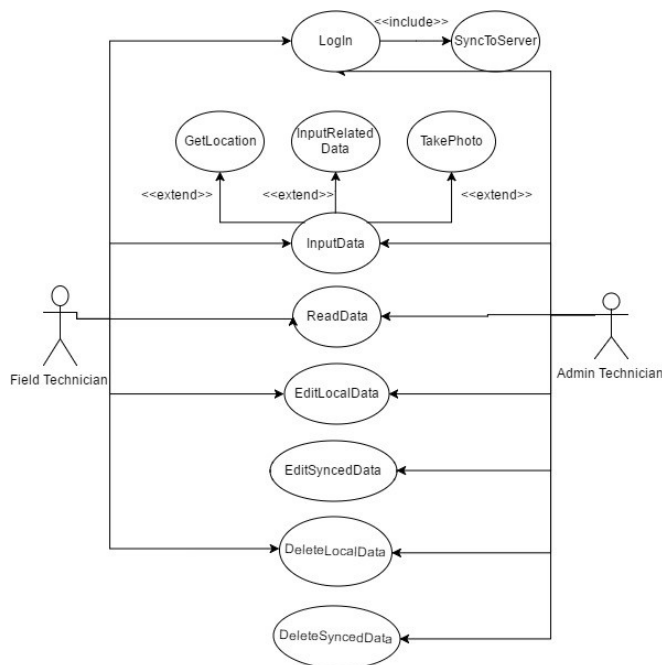 <<include>>
LogIn
SyncToServer
GetLocation
InputRelated
Data
TakePhoto
<<extend>>
<<extend>>
<<extend>>
InputData
ReadData
Field Technician
Admin Technician
EditLocalData
EditSyncedData
DeleteLocalData
DeleteSyncedData